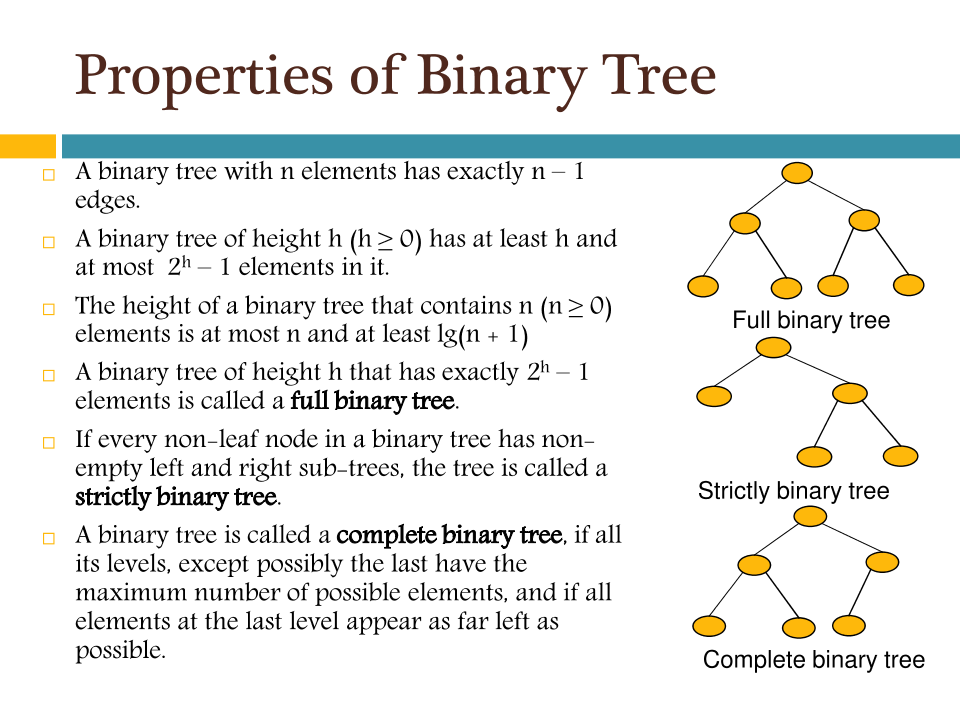 Properties of Binary Tree
A binary tree with n elements has exactly n – 1
edges.
A binary tree of height h (h ≥ 0) has at least h and
at most 2ʰ – 1 elements in it.
The height of a binary tree that contains n (n ≥ 0)
elements is at most n and at least lg(n + 1)
A binary tree of height h that has exactly 2ʰ – 1
elements is called a full binary tree.
If every non-leaf node in a binary tree has non-
empty left and right sub-trees, the tree is called a
strictly binary tree.
A binary tree is called a complete binary tree, if all
its levels, except possibly the last have the
maximum number of possible elements, and if all
elements at the last level appear as far left as
possible.
Full binary tree
Strictly binary tree
Complete binary tree